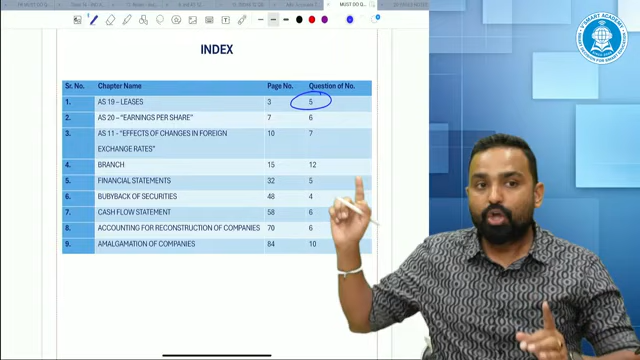 INDEX
Sr. No. Chapter Name Page No. Question of No.
1. AS 19 – LEASES 3 5
2. AS 20 – "EARNINGS PER SHARE" 7 6
3. AS 11 - "EFFECTS OF CHANGES IN FOREIGN 10 7
EXCHANGE RATES"
4. BRANCH 15 12
5. FINANCIAL STATEMENTS 32 5
6. BUBYBACK OF SECURITIES 48 4
7. CASH FLOW STATEMENT 58 6
8. ACCOUNTING FOR RECONSTRUCTION OF COMPANIES 70 6
9. AMALGAMATION OF COMPANIES 84 10
V'SMART ACADEMY